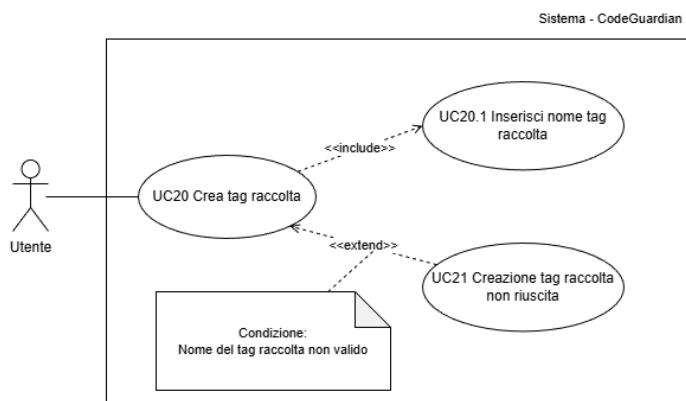 Sistema - CodeGuardian
UC20.1 Inserisci nome tag
raccolta
<<include>>
UC20 Crea tag raccolta
Utente
<<extend>>
UC21 Creazione tag raccolta
non riuscita
Condizione:
Nome del tag raccolta non valido